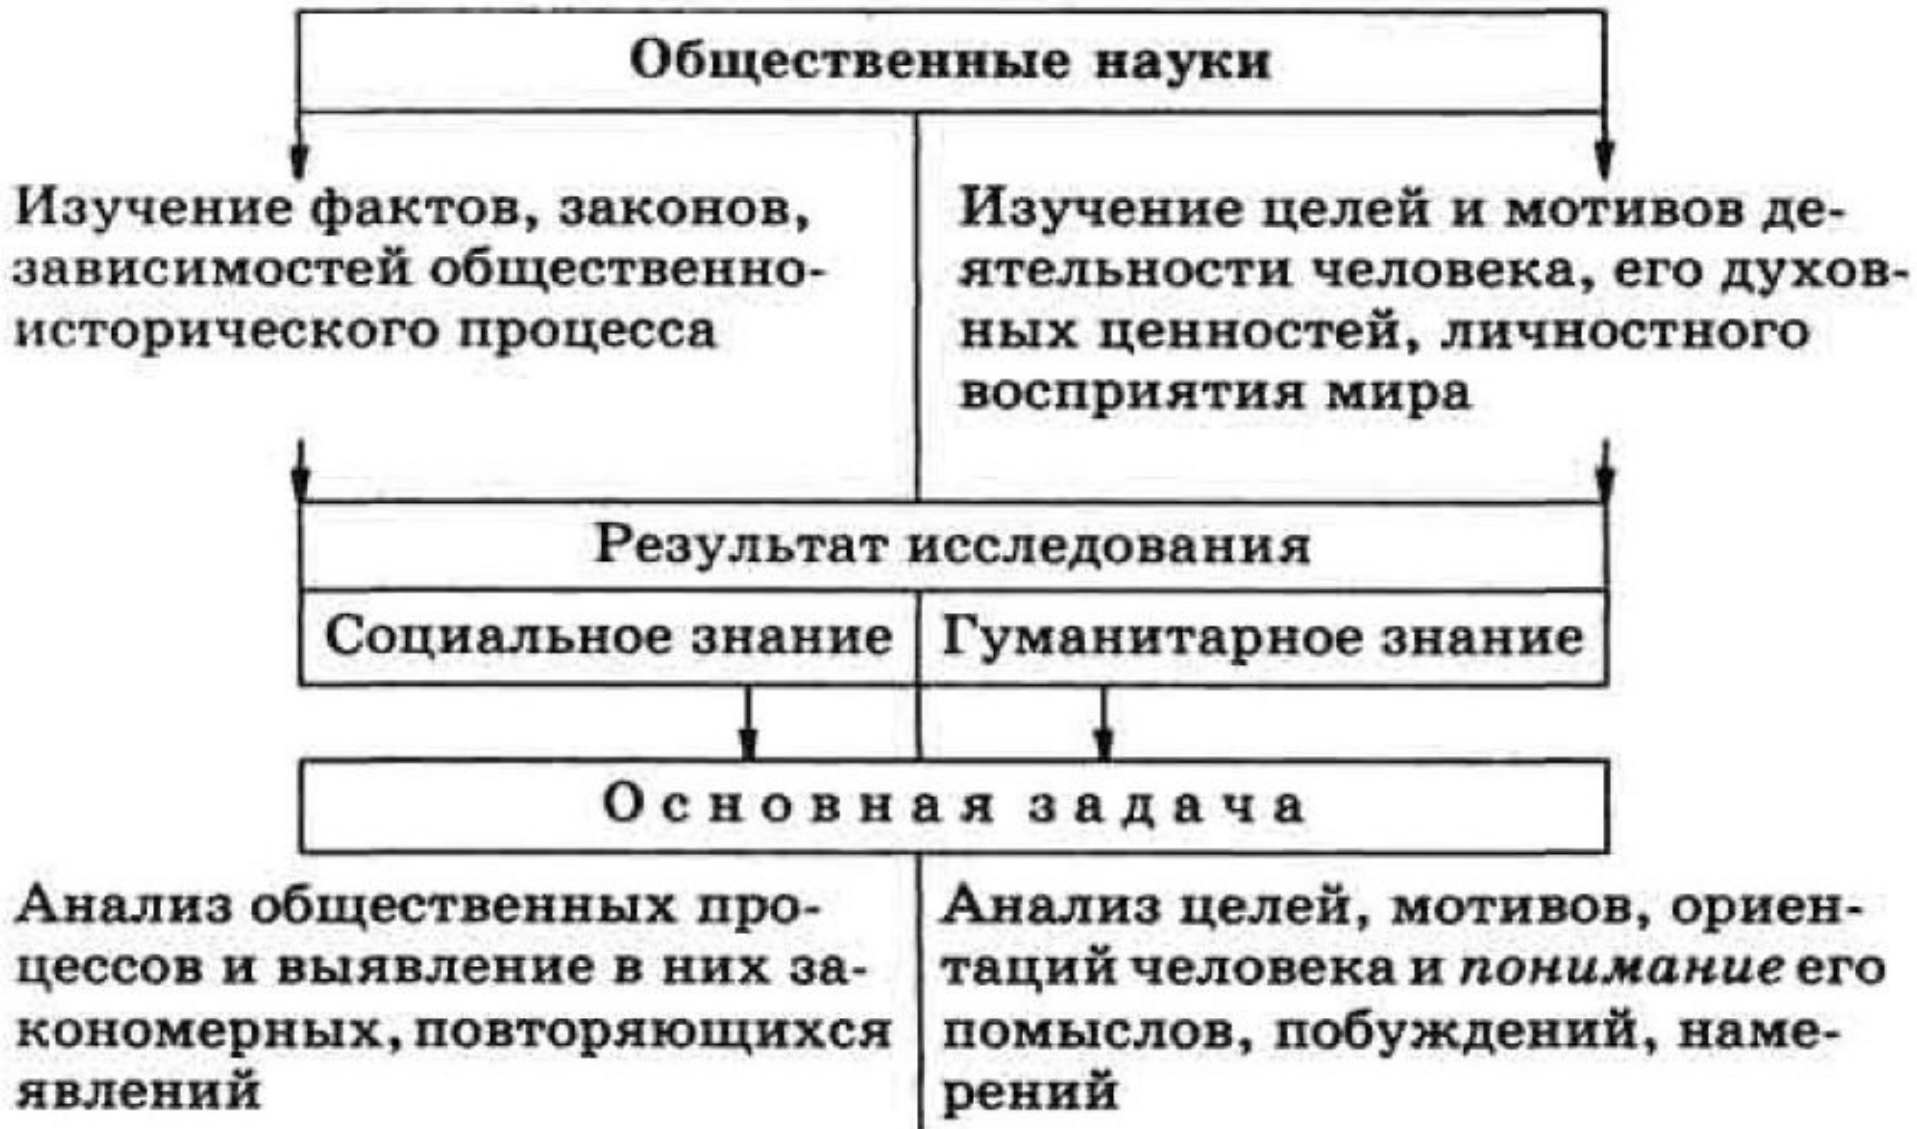 Общественные науки
Изучение фактов, законов,
зависимостей общественно-
исторического процесса
Изучение целей и мотивов де-
ятельности человека, его духов-
ных ценностей, личностного
восприятия мира
Результат исследования
Социальное знание
Гуманитарное знание
Основная задача
Анализ общественных про-
цессов и выявление в них за-
кономерных, повторяющихся
явлений
Анализ целей, мотивов, ориен-
таций человека и понимание его
помыслов, побуждений, наме-
рений